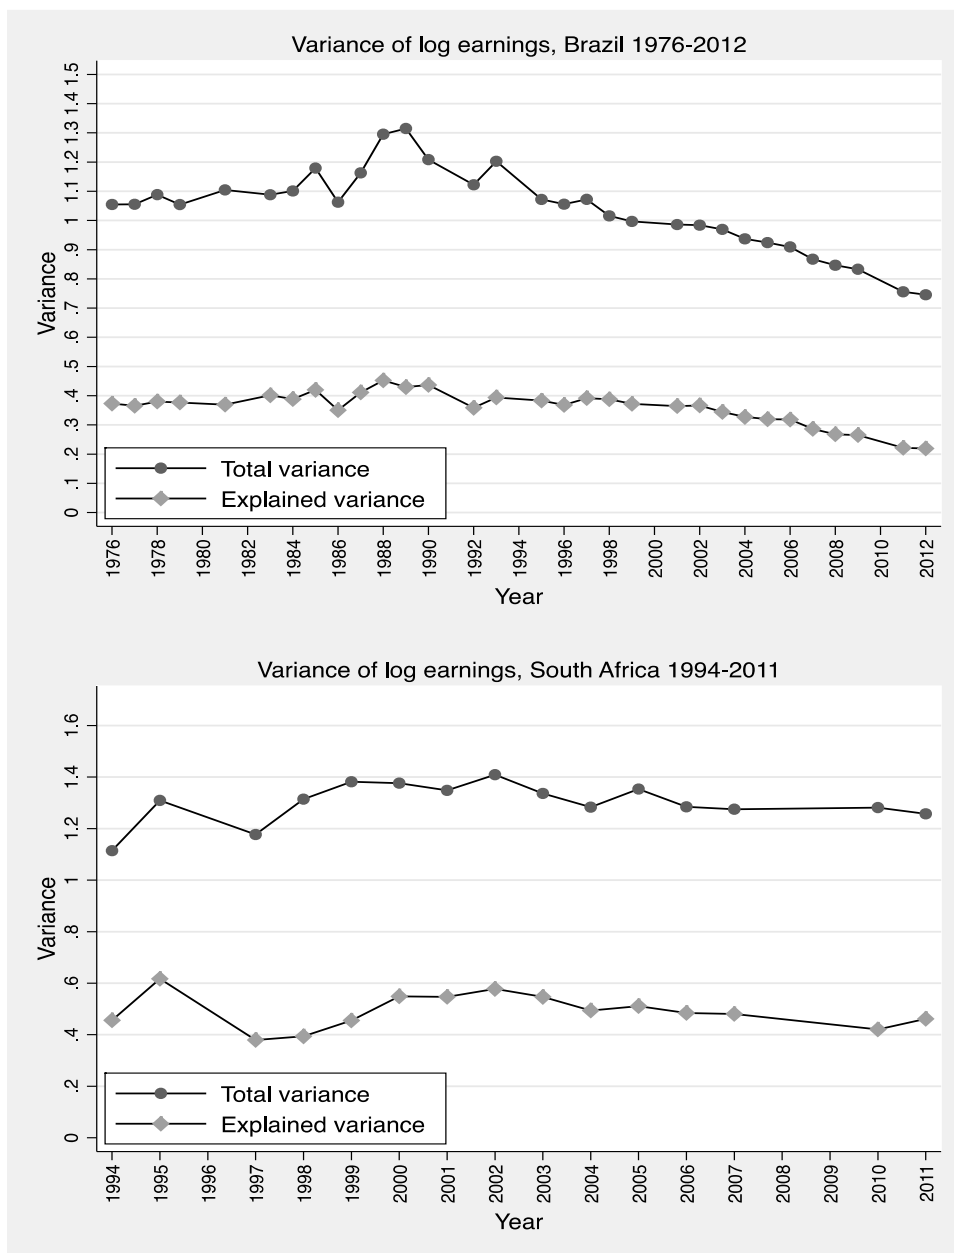 Variance of log earnings, Brazil 1976-2012
Variance
0 .1 .2 .3 .4 .5 .6 .7 .8 .9 1 1.1 1.2 1.3 1.4 1.5
Total variance
Explained variance
1976 1978 1980 1982 1984 1986 1988 1990 1992 1994 1996 1998 2000 2002 2004 2006 2008 2010 2012
Year
Variance of log earnings, South Africa 1994-2011
Variance
0 .2 .4 .6 .8 1 1.2 1.4 1.6
Total variance
Explained variance
1994 1995 1996 1997 1998 1999 2000 2001 2002 2003 2004 2005 2006 2007 2008 2009 2010 2011
Year